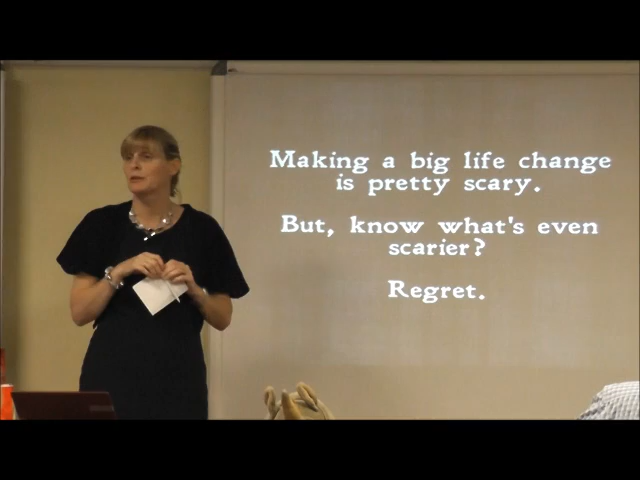 Making a big life change
is pretty scary.
But, know what's even
scarier?
Regret.